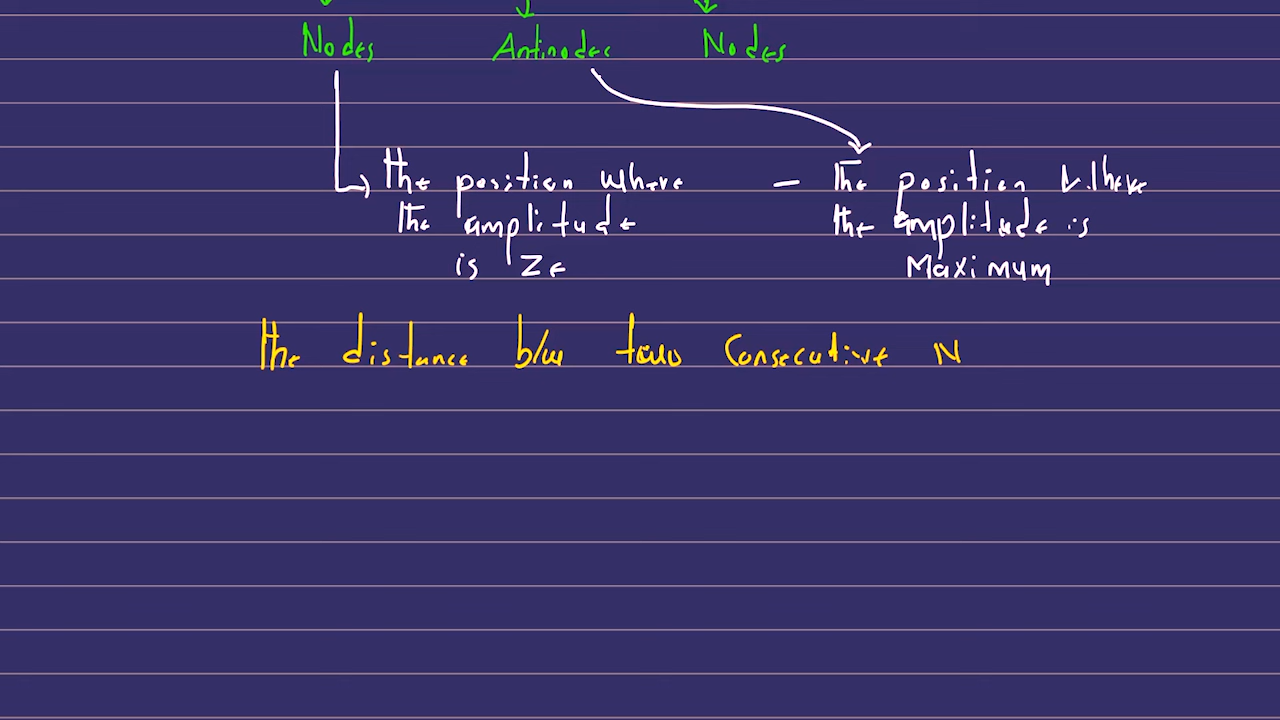 Nodes Antinodes Nodes
The position where – The position where
the amplitude the amplitude is
is Ze Maximum
The distance b/w two Consecutive N